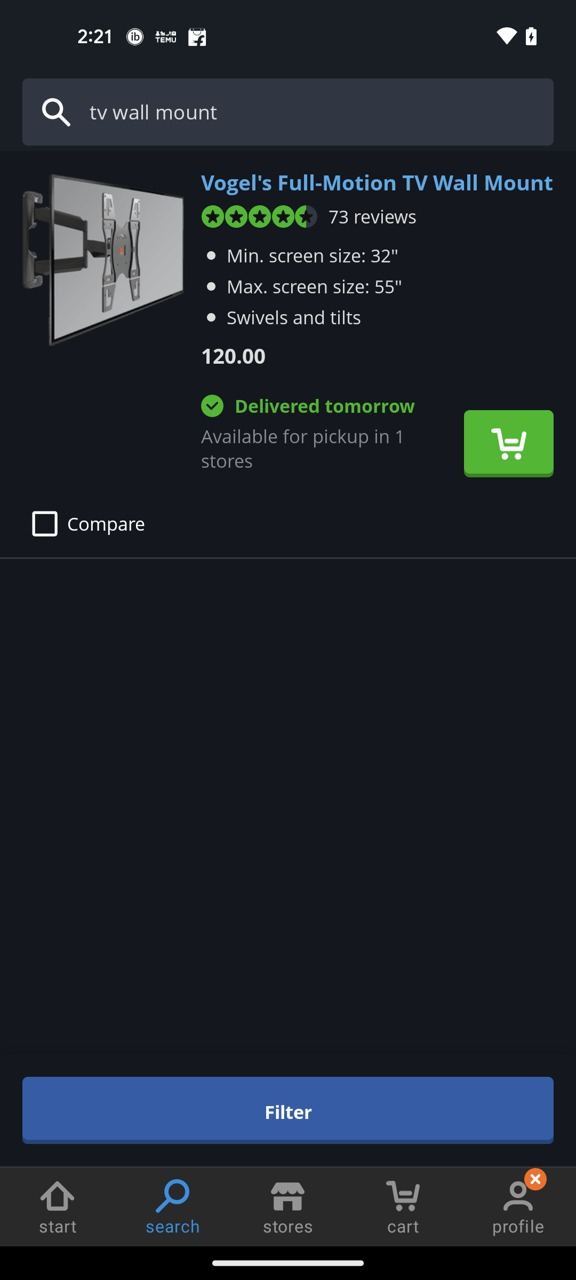 2:21
ib
TEMU
tv wall mount
Vogel's Full-Motion TV Wall Mount
73 reviews
Min. screen size: 32"
Max. screen size: 55"
Swivels and tilts
120.00
Delivered tomorrow
Available for pickup in 1
stores
Compare
Filter
start
search
stores
cart
profile